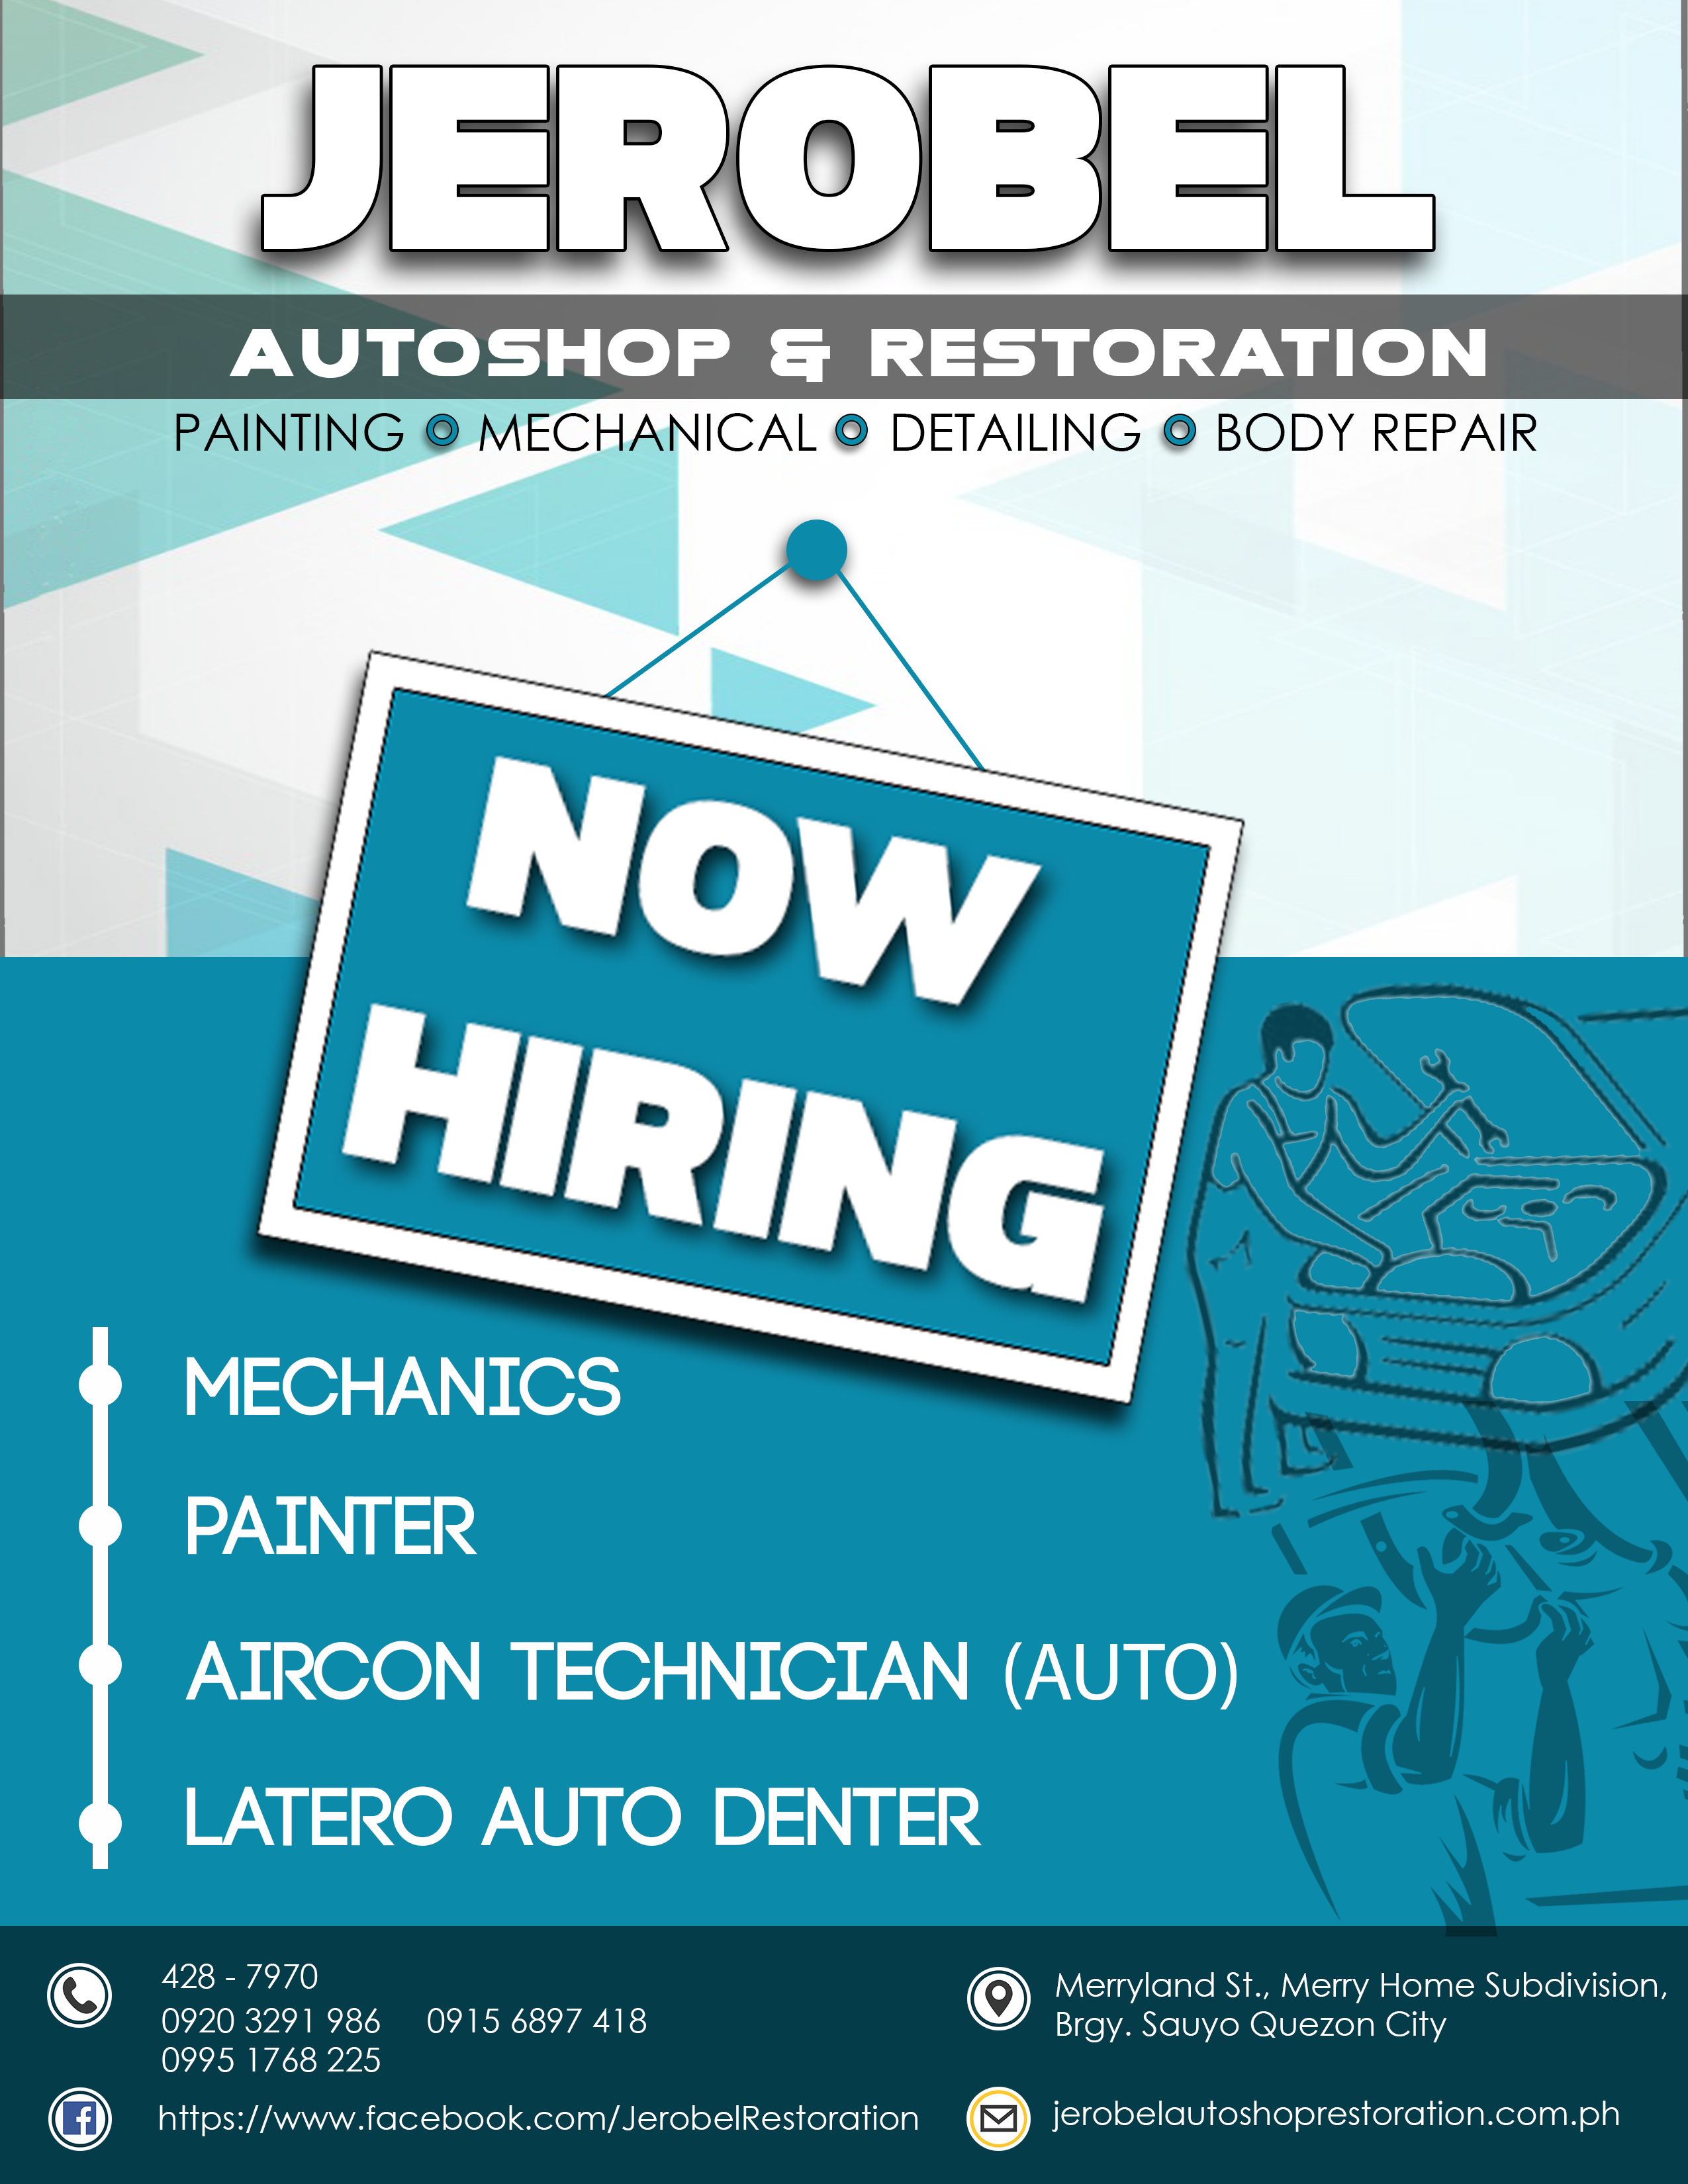 JEROBEL
AUTOSHOP & RESTORATION
PAINTING MECHANICAL DETAILING BODY REPAIR
NOW
HIRING
MECHANICS
PAINTER
AIRCON TECHNICIAN (AUTO)
LATERO AUTO DENTER
428 - 7970
0920 3291 986 0915 6897 418
0995 1768 225
https://www.facebook.com/JerobelRestoration
Merryland St., Merry Home Subdivision,
Brgy. Sauyo Quezon City
jerobelautoshoprestoration.com.ph